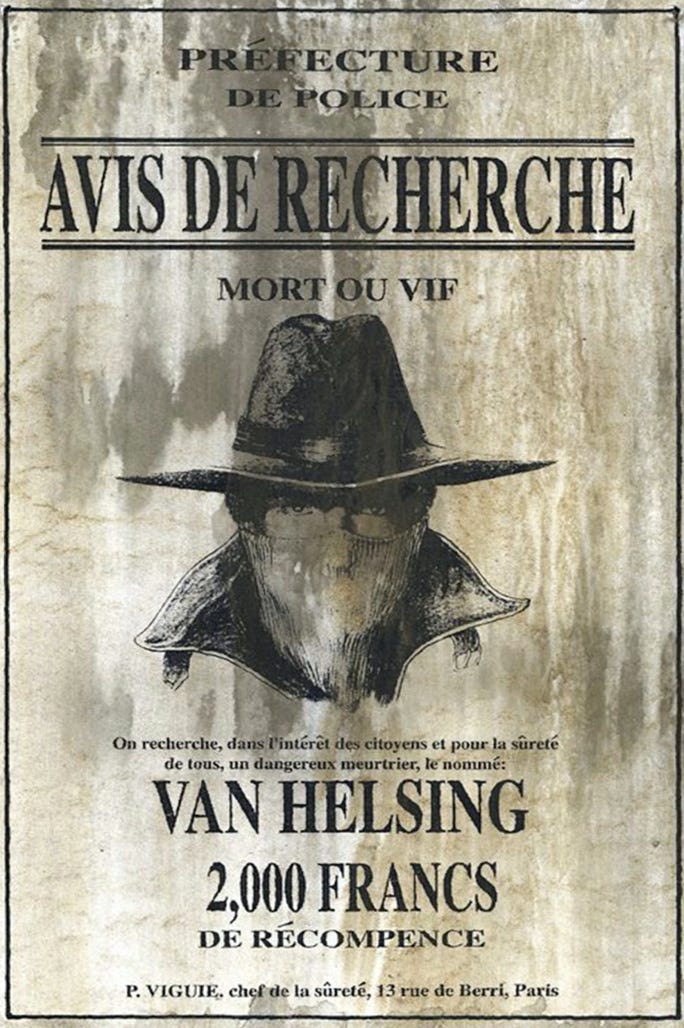 PRÉFECTURE
DE POLICE
AVIS DE RECHERCHE
MORT OU VIF
On recherche, dans l'intérêt des citoyens et pour la sûreté
de tous, un dangereux meurtrier, le nommé:
VAN HELSING
2,000 FRANCS
DE RÉCOMPENCE
P. VIGUIE. chef de la sûreté, 13 rue de Berri, Paris